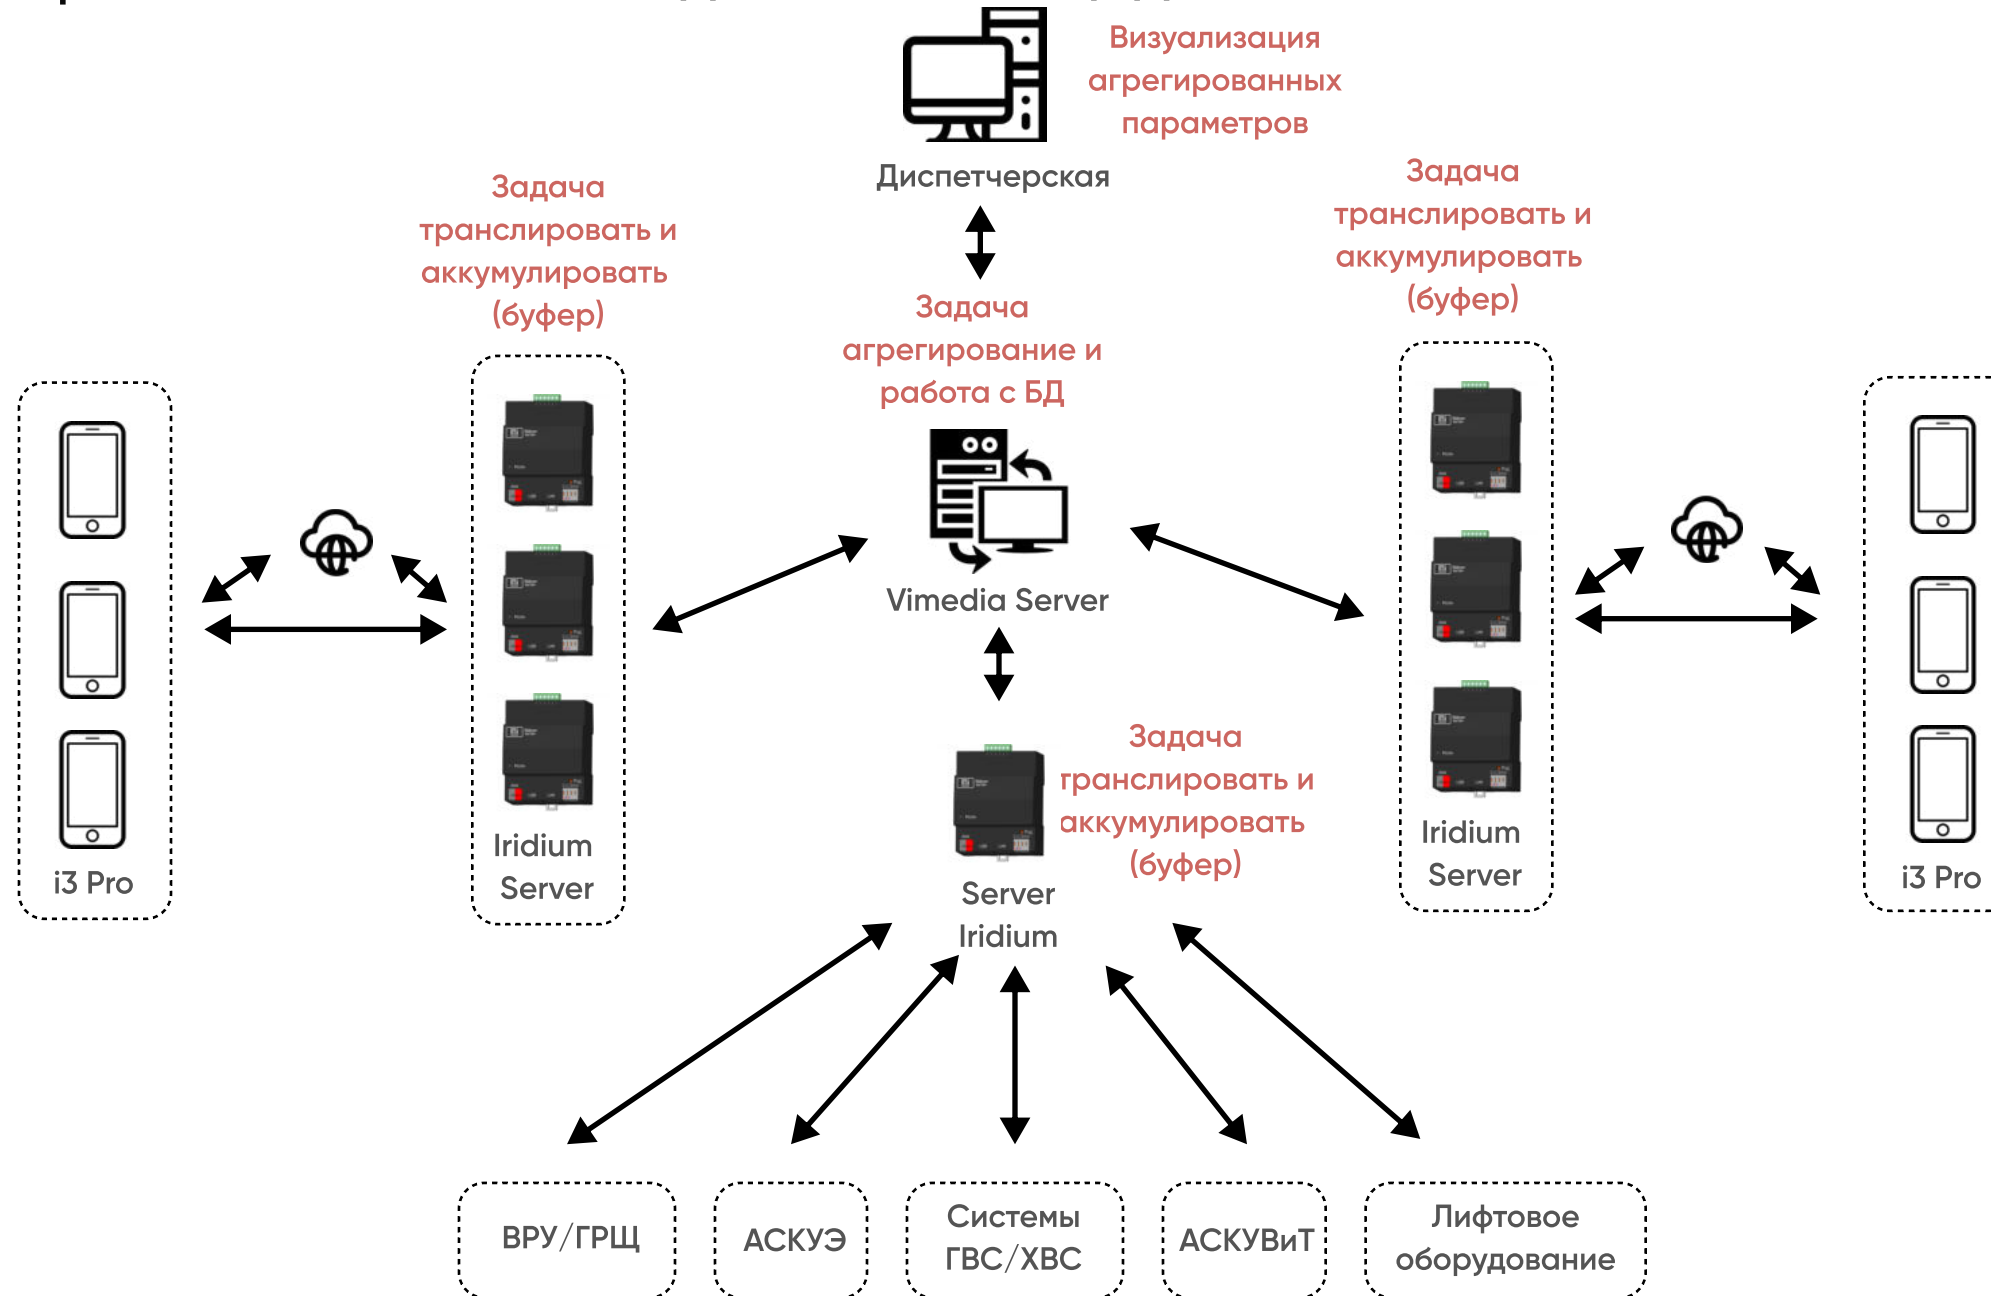 Визуализация
агрегированных
параметров
Диспетчерская
Задача
транслировать и
аккумулировать
(буфер)
Задача
транслировать и
аккумулировать
(буфер)
Задача
агрегирование и
работа с БД
Vimedia Server
i3 Pro
Iridium
Server
Задача
транслировать и
аккумулировать
(буфер)
Server
Iridium
Iridium
Server
i3 Pro
ВРУ/ГРЩ
АСКУЭ
Системы
ГВС/ХВС
АСКУВиТ
Лифтовое
оборудование